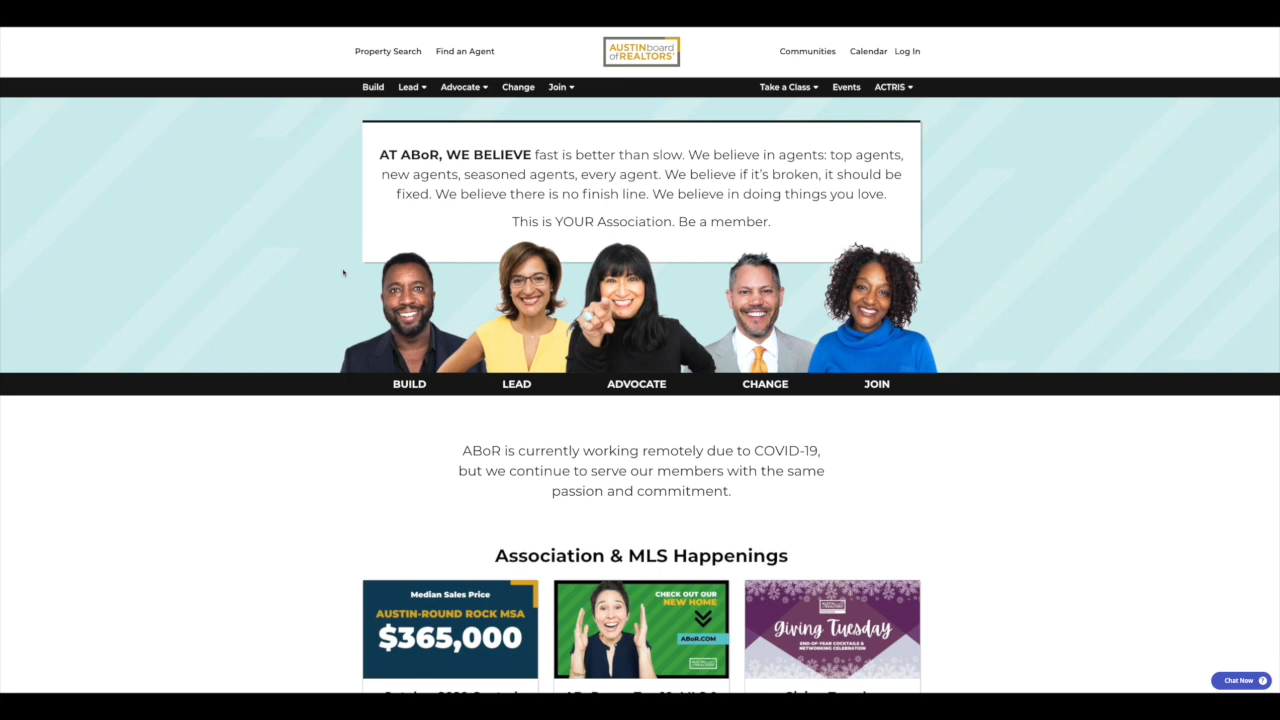 Property Search Find an Agent
AUSTINboard
ofREALTORS®
Communities Calendar Log In
Build Lead Advocate Change Join
Take a Class Events ACTRIS
AT ABoR, WE BELIEVE fast is better than slow. We believe in agents: top agents,
new agents, seasoned agents, every agent. We believe if it's broken, it should be
fixed. We believe there is no finish line. We believe in doing things you love.
This is YOUR Association. Be a member.
BUILD LEAD ADVOCATE CHANGE JOIN
ABoR is currently working remotely due to COVID-19,
but we continue to serve our members with the same
passion and commitment.
Association & MLS Happenings
Median Sales Price
AUSTIN-ROUND ROCK MSA
$365,000
CHECK OUT OUR
NEW HOME
ABoR.COM
Giving Tuesday
END-OF-YEAR COCKTAILS &
NETWORKING CELEBRATION
Chat Now ?